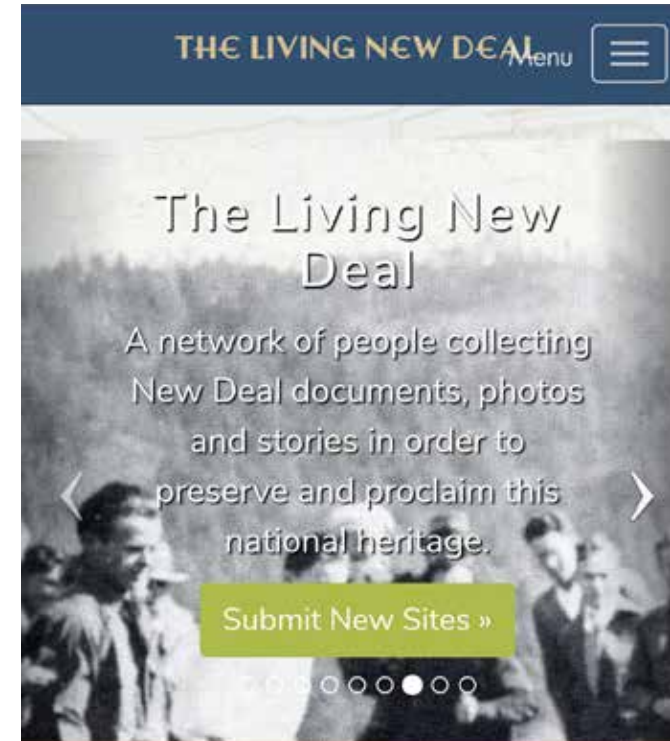 THE LIVING NEW DEAL
Menu
The Living New
Deal
A network of people collecting
New Deal documents, photos
and stories in order to
preserve and proclaim this
national heritage.
Submit New Sites »